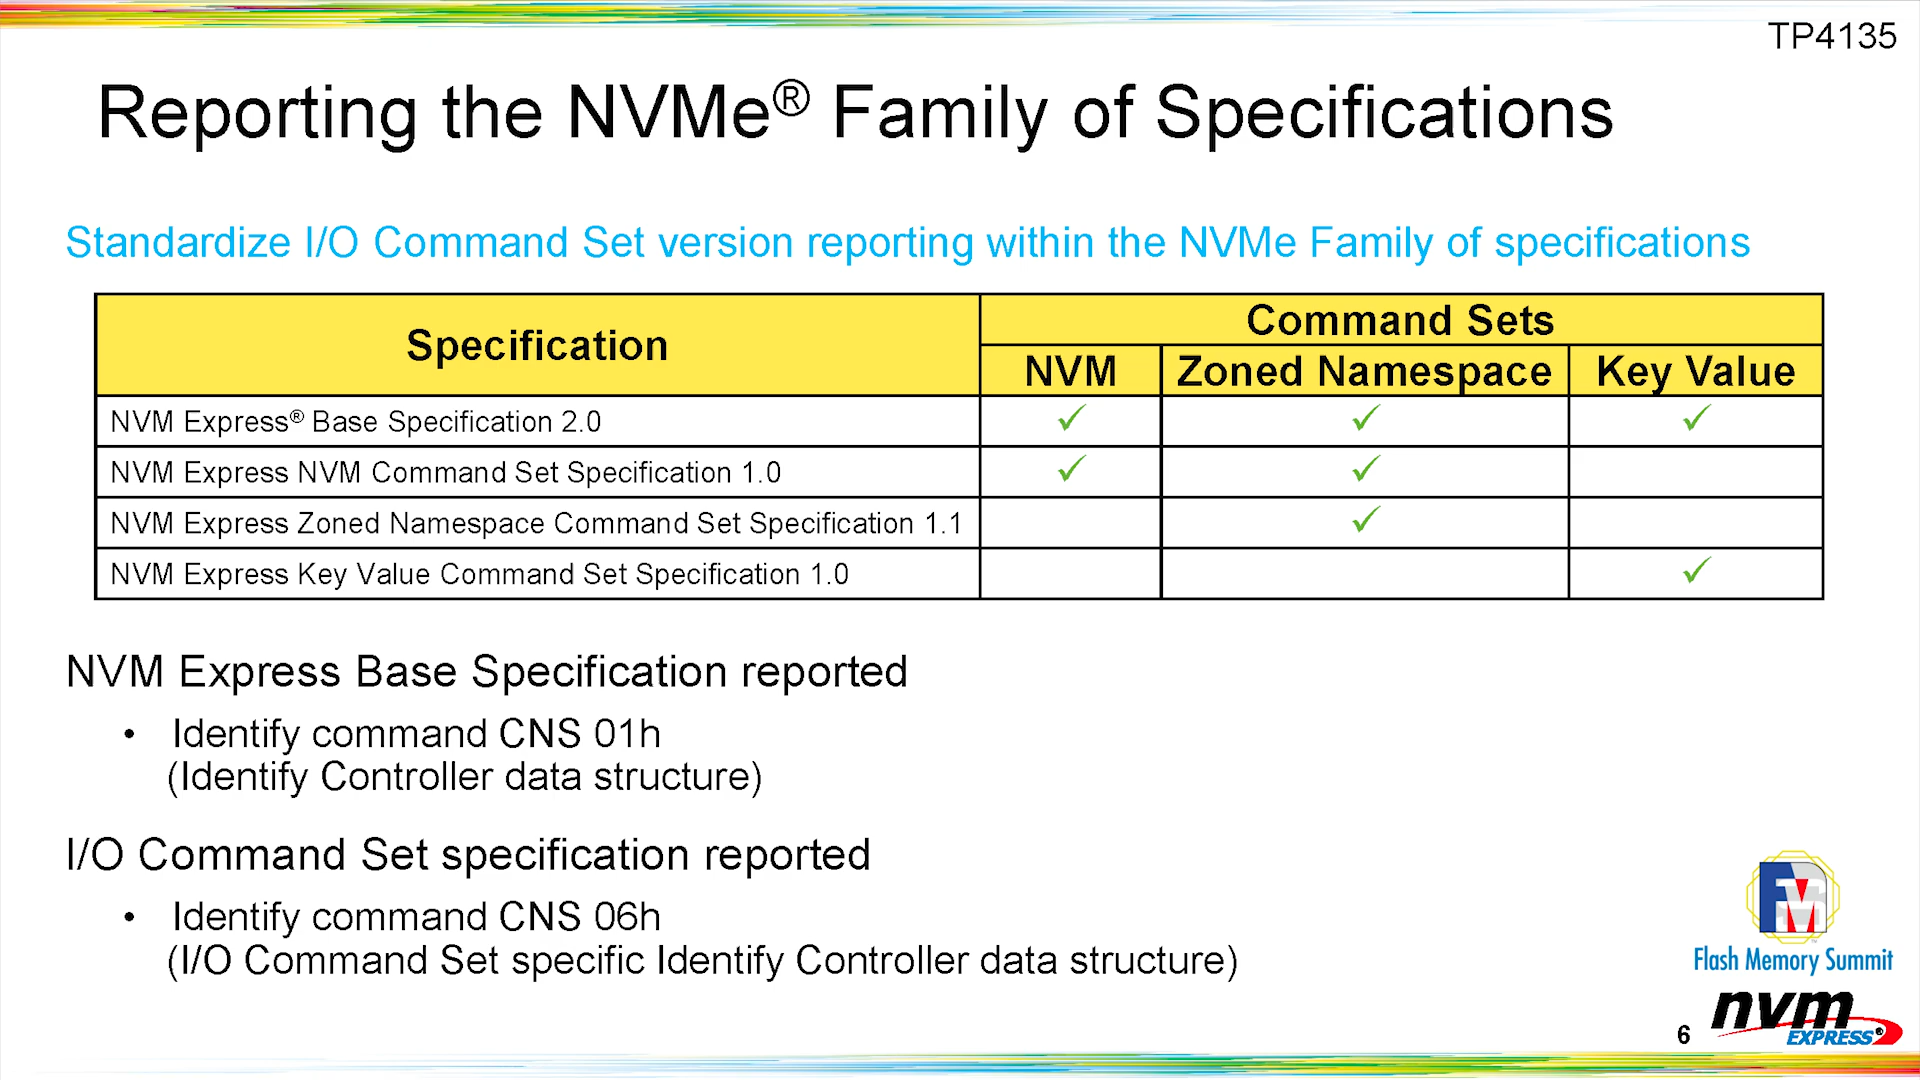 TP4135
Reporting the NVMe® Family of Specifications
Standardize I/O Command Set version reporting within the NVMe Family of specifications
Specification
Command Sets
NVM Zoned Namespace Key Value
NVM Express® Base Specification 2.0 ✓ ✓ ✓
NVM Express NVM Command Set Specification 1.0 ✓ ✓
NVM Express Zoned Namespace Command Set Specification 1.1 ✓
NVM Express Key Value Command Set Specification 1.0 ✓
NVM Express Base Specification reported
• Identify command CNS 01h
(Identify Controller data structure)
I/O Command Set specification reported
• Identify command CNS 06h
(I/O Command Set specific Identify Controller data structure)
FM
Flash Memory Summit
nvm
EXPRESS®
6